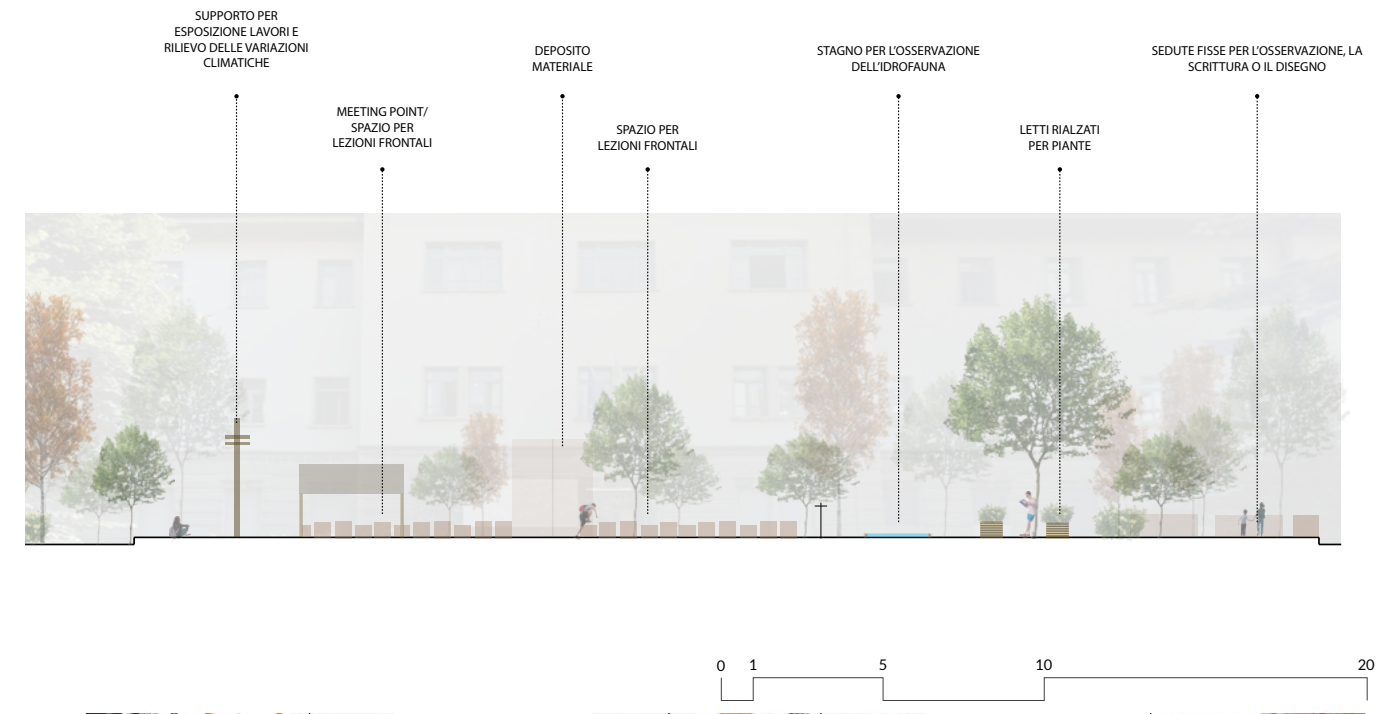 SUPPORTO PER
ESPOSIZIONE LAVORI E
RILIEVO DELLE VARIAZIONI
CLIMATICHE
MEETING POINT/
SPAZIO PER
LEZIONI FRONTALI
DEPOSITO
MATERIALE
SPAZIO PER
LEZIONI FRONTALI
STAGNO PER L'OSSERVAZIONE
DELL'IDROFAUNA
LETTI RIALZATI
PER PIANTE
SEDUTE FISSE PER L'OSSERVAZIONE, LA
SCRITTURA O IL DISEGNO
0 1 5 10 20